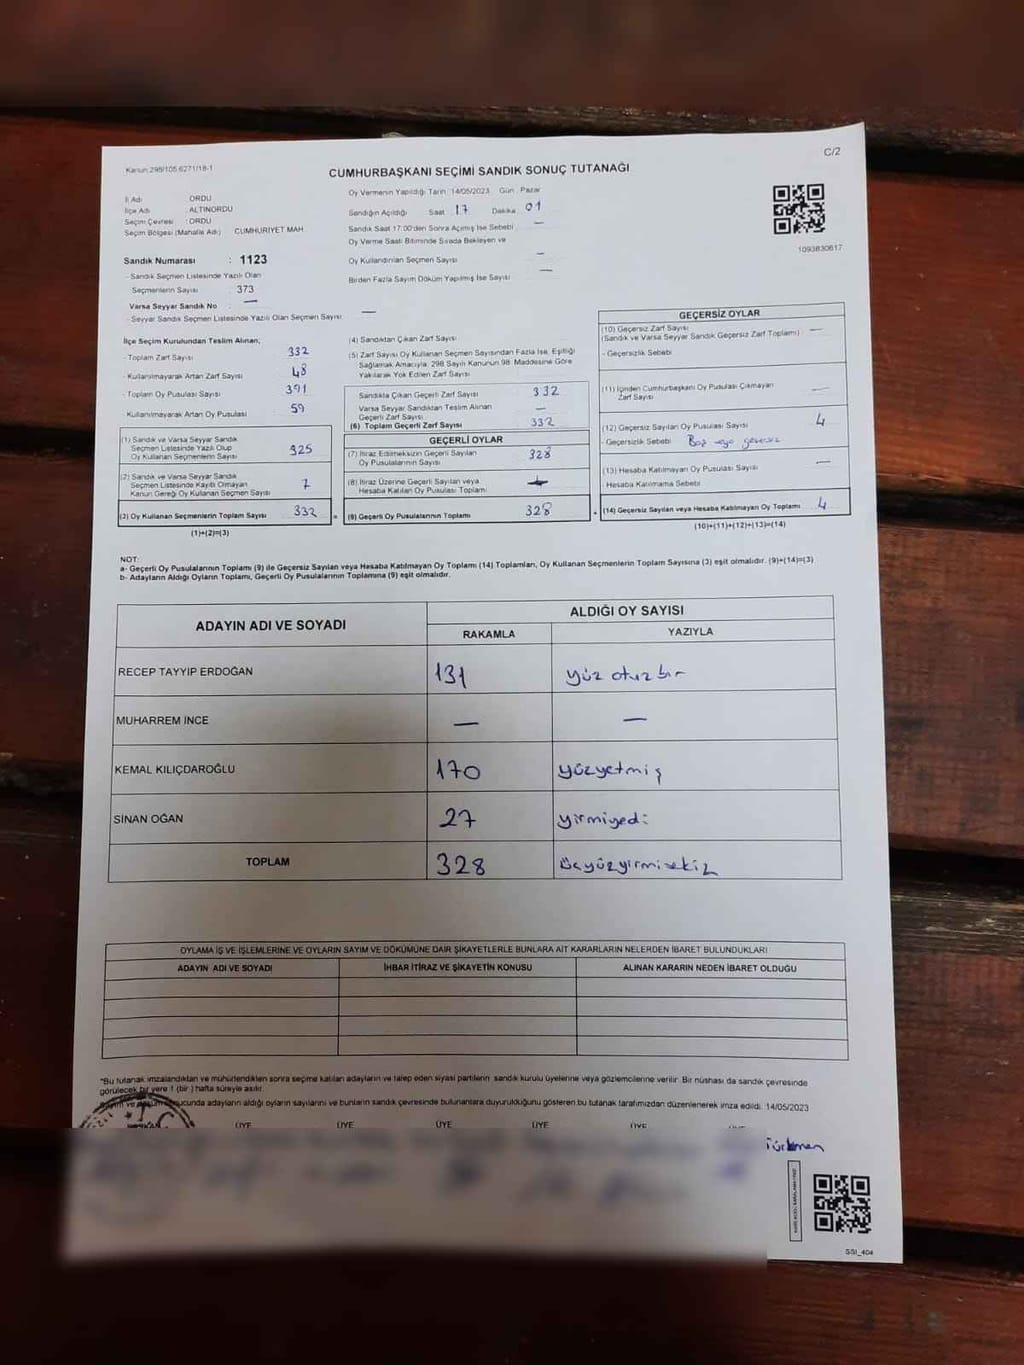 C/2
Kanun:298/105.6271/18-1
CUMHURBAŞKANI SEÇİMİ SANDIK SONUÇ TUTANAĞI
İl Adı : ORDU
İlçe Adı : ALTINORDU
Seçim Çevresi : ORDU
Seçim Bölgesi (Mahalle Adı) CUMHURİYET MAH.
Sandık Numarası : 1123
- Sandık Seçmen Listesinde Yazılı Olan
Seçmenlerin Sayısı : 373
Varsa Seyyar Sandık No : —
- Seyyar Sandık Seçmen Listesinde Yazılı Olan Seçmen Sayısı: —
Oy Vermenin Yapıldığı Tarih : 14/05/2023 Gün : Pazar
Sandığın Açıldığı Saat 17 Dakika 01
Sandık Saat 17:00'den Sonra Açılmış İse Sebebi —
Oy Verme Saati Bitiminde Sırada Bekleyen ve
Oy Kullandırılan Seçmen Sayısı —
Birden Fazla Sayım Döküm Yapılmış İse Sayısı —
1093830617
İlçe Seçim Kurulundan Teslim Alınan;
- Toplam Zarf Sayısı : 332
- Kullanılmayarak Artan Zarf Sayısı : 48
- Toplam Oy Pusulası Sayısı : 391
Kullanılmayarak Artan Oy Pusulası 59
(1) Sandık ve Varsa Seyyar Sandık
Seçmen Listesinde Yazılı Olup
Oy Kullanan Seçmenlerin Sayısı 325
(2) Sandık ve Varsa Seyyar Sandık
Seçmen Listesinde Kayıtlı Olmayan
Kanun Gereği Oy Kullanan Seçmen Sayısı 7
(3) Oy Kullanan Seçmenlerin Toplam Sayısı 332
(1)+(2)=(3)
(4) Sandıktan Çıkan Zarf Sayısı
(5) Zarf Sayısı Oy Kullanan Seçmen Sayısından Fazla İse, Eşitliği
Sağlamak Amacıyla, 298 Sayılı Kanunun 98. Maddesine Göre
Yakılarak Yok Edilen Zarf Sayısı
Sandıkta Çıkan Geçerli Zarf Sayısı 332
Varsa Seyyar Sandıktan Teslim Alınan
Geçerli Zarf Sayısı —
(6) Toplam Geçerli Zarf Sayısı 332
GEÇERLİ OYLAR
(7) İtiraz Edilmeksizin Geçerli Sayılan
Oy Pusulalarının Sayısı 328
(8) İtiraz Üzerine Geçerli Sayılan veya
Hesaba Katılan Oy Pusulası Toplamı
(9) Geçerli Oy Pusulalarının Toplamı 328
GEÇERSİZ OYLAR
(10) Geçersiz Zarf Sayısı —
(Sandık ve Varsa Seyyar Sandık Geçersiz Zarf Toplamı)
- Geçersizlik Sebebi
(11) İçinden Cumhurbaşkanı Oy Pusulası Çıkmayan —
Zarf Sayısı
(12) Geçersiz Sayılan Oy Pusulası Sayısı 4
- Geçersizlik Sebebi Boş veya geçersiz
(13) Hesaba Katılmayan Oy Pusulası Sayısı —
- Hesaba Katılmama Sebebi
(14) Geçersiz Sayılan veya Hesaba Katılmayan Oy Toplamı 4
(10)+(11)+(12)+(13)=(14)
NOT:
a- Geçerli Oy Pusulalarının Toplamı (9) ile Geçersiz Sayılan veya Hesaba Katılmayan Oy Toplamı (14) Toplamları, Oy Kullanan Seçmenlerin Toplam Sayısına (3) eşit olmalıdır. (9)+(14)=(3)
b- Adayların Aldığı Oyların Toplamı, Geçerli Oy Pusulalarının Toplamına (9) eşit olmalıdır.
ADAYIN ADI VE SOYADI
ALDIĞI OY SAYISI
RAKAMLA YAZIYLA
RECEP TAYYİP ERDOĞAN 131 yüz otuz bir
MUHARREM İNCE — —
KEMAL KILIÇDAROĞLU 170 yüzyetmiş
SİNAN OĞAN 27 yirmiyedi
TOPLAM 328 üçyüzyirmisekiz
OYLAMA İŞ VE İŞLEMLERİNE VE OYLARIN SAYIM VE DÖKÜMÜNE DAİR ŞİKAYETLERLE BUNLARA AİT KARARLARIN NELERDEN İBARET BULUNDUKLARI
ADAYIN ADI VE SOYADI İHBAR İTİRAZ VE ŞİKAYETİN KONUSU ALINAN KARARIN NEDEN İBARET OLDUĞU
*Bu tutanak imzalandıktan ve mühürlendikten sonra seçime katılan adayların ve talep eden siyasi partilerin sandık kurulu üyelerine veya gözlemcilerine verilir. Bir nüshası da sandık çevresinde
görülecek bir yere 1 (bir ) hafta süreyle asılır.
sonucunda adayların aldığı oyların sayılarını ve bunların sandık çevresinde bulunanlara duyurulduğunu gösteren bu tutanak tarafımızdan düzenlenerek imza edildi. 14/05/2023
ÜYE ÜYE ÜYE ÜYE ÜYE
Türkmen
SSI_404